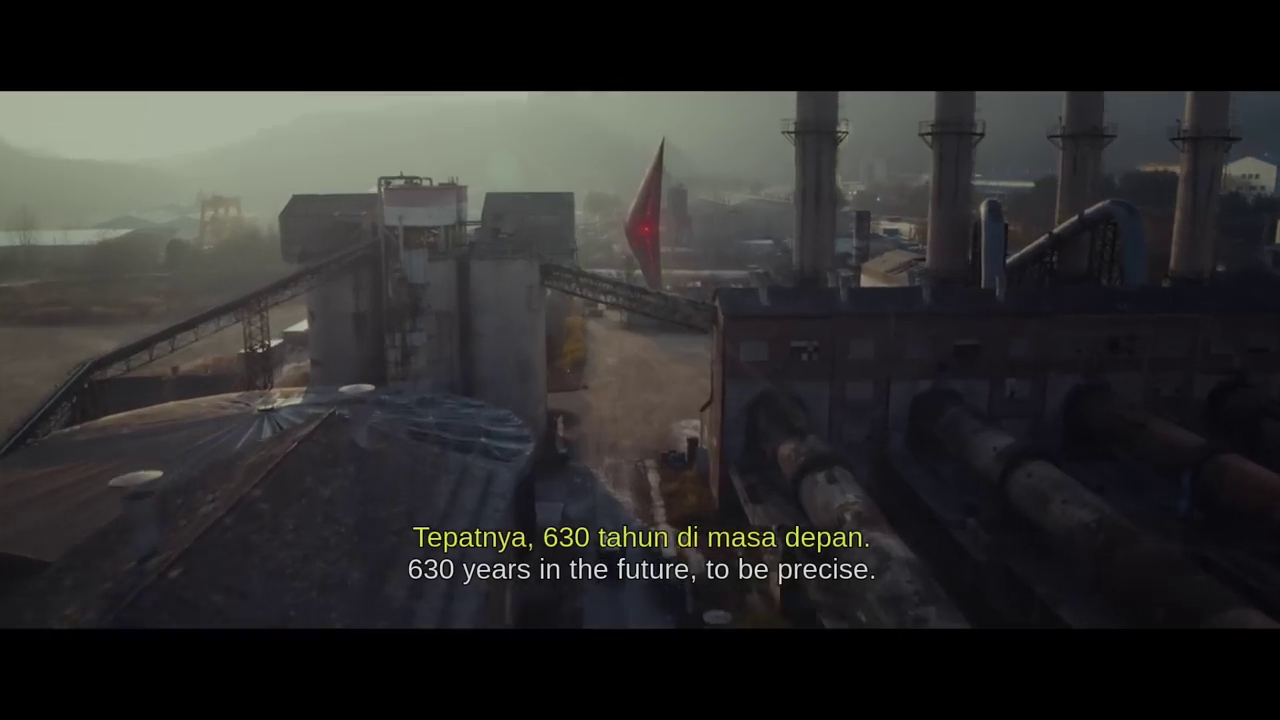 Tepatnya, 630 tahun di masa depan.
630 years in the future, to be precise.